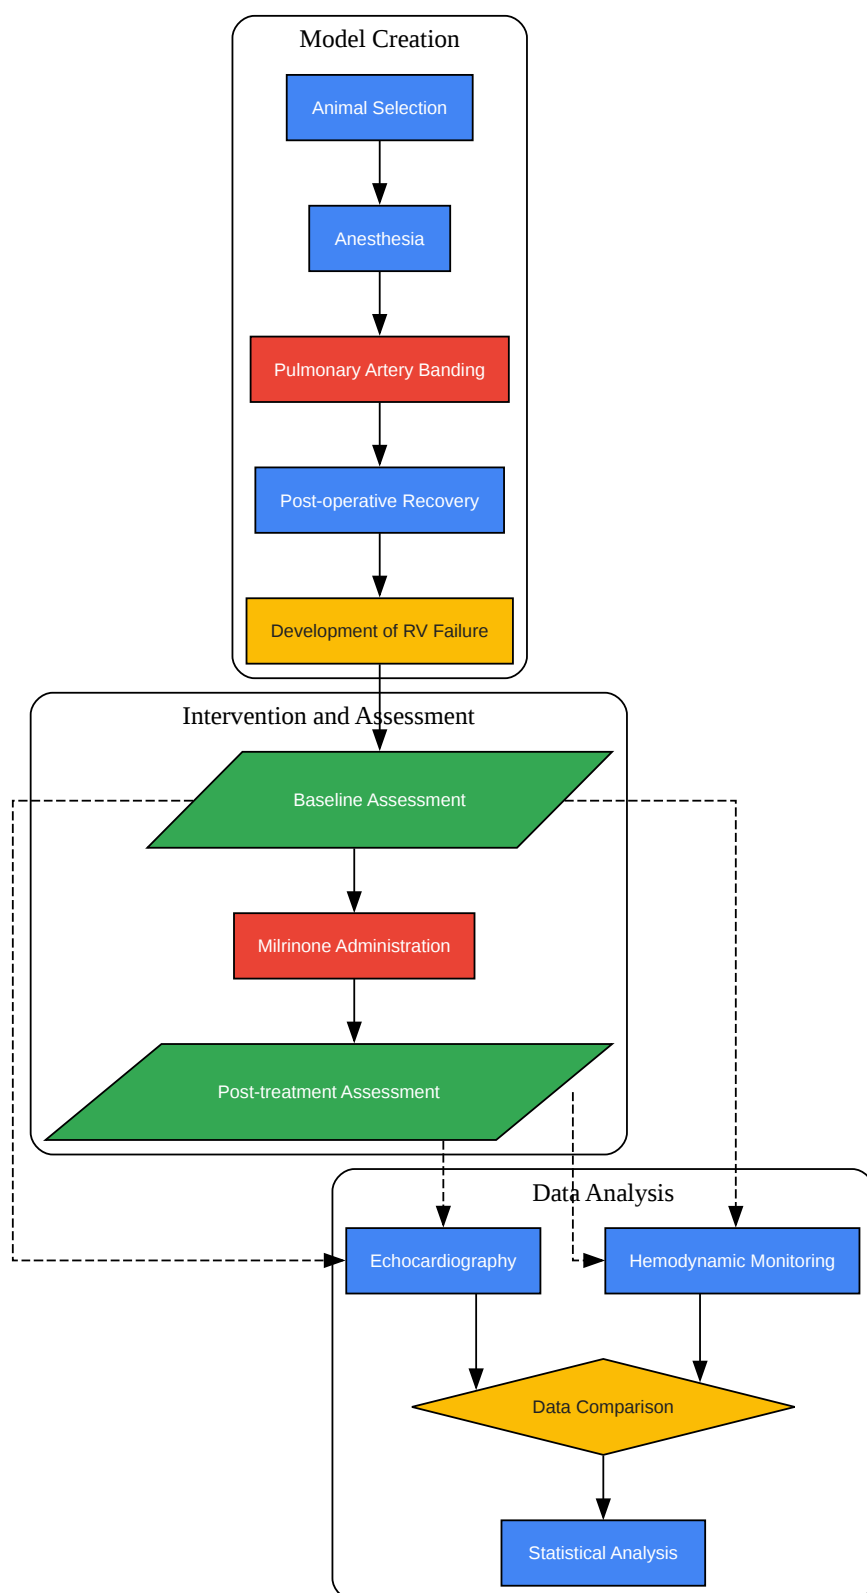 Model Creation
Animal Selection
Anesthesia
Pulmonary Artery Banding
Post-operative Recovery
Development of RV Failure
Intervention and Assessment
Baseline Assessment
Milrinone Administration
Post-treatment Assessment
Data Analysis
Echocardiography
Hemodynamic Monitoring
Data Comparison
Statistical Analysis